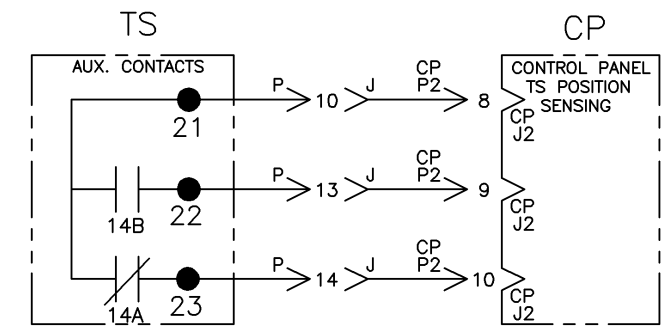 TS
CP
AUX. CONTACTS
CONTROL PANEL
TS POSITION
SENSING
P
10
J
CP
P2
8
CP
J2
21
P
13
J
CP
P2
9
CP
J2
14B
22
P
14
J
CP
P2
10
CP
J2
14A
23